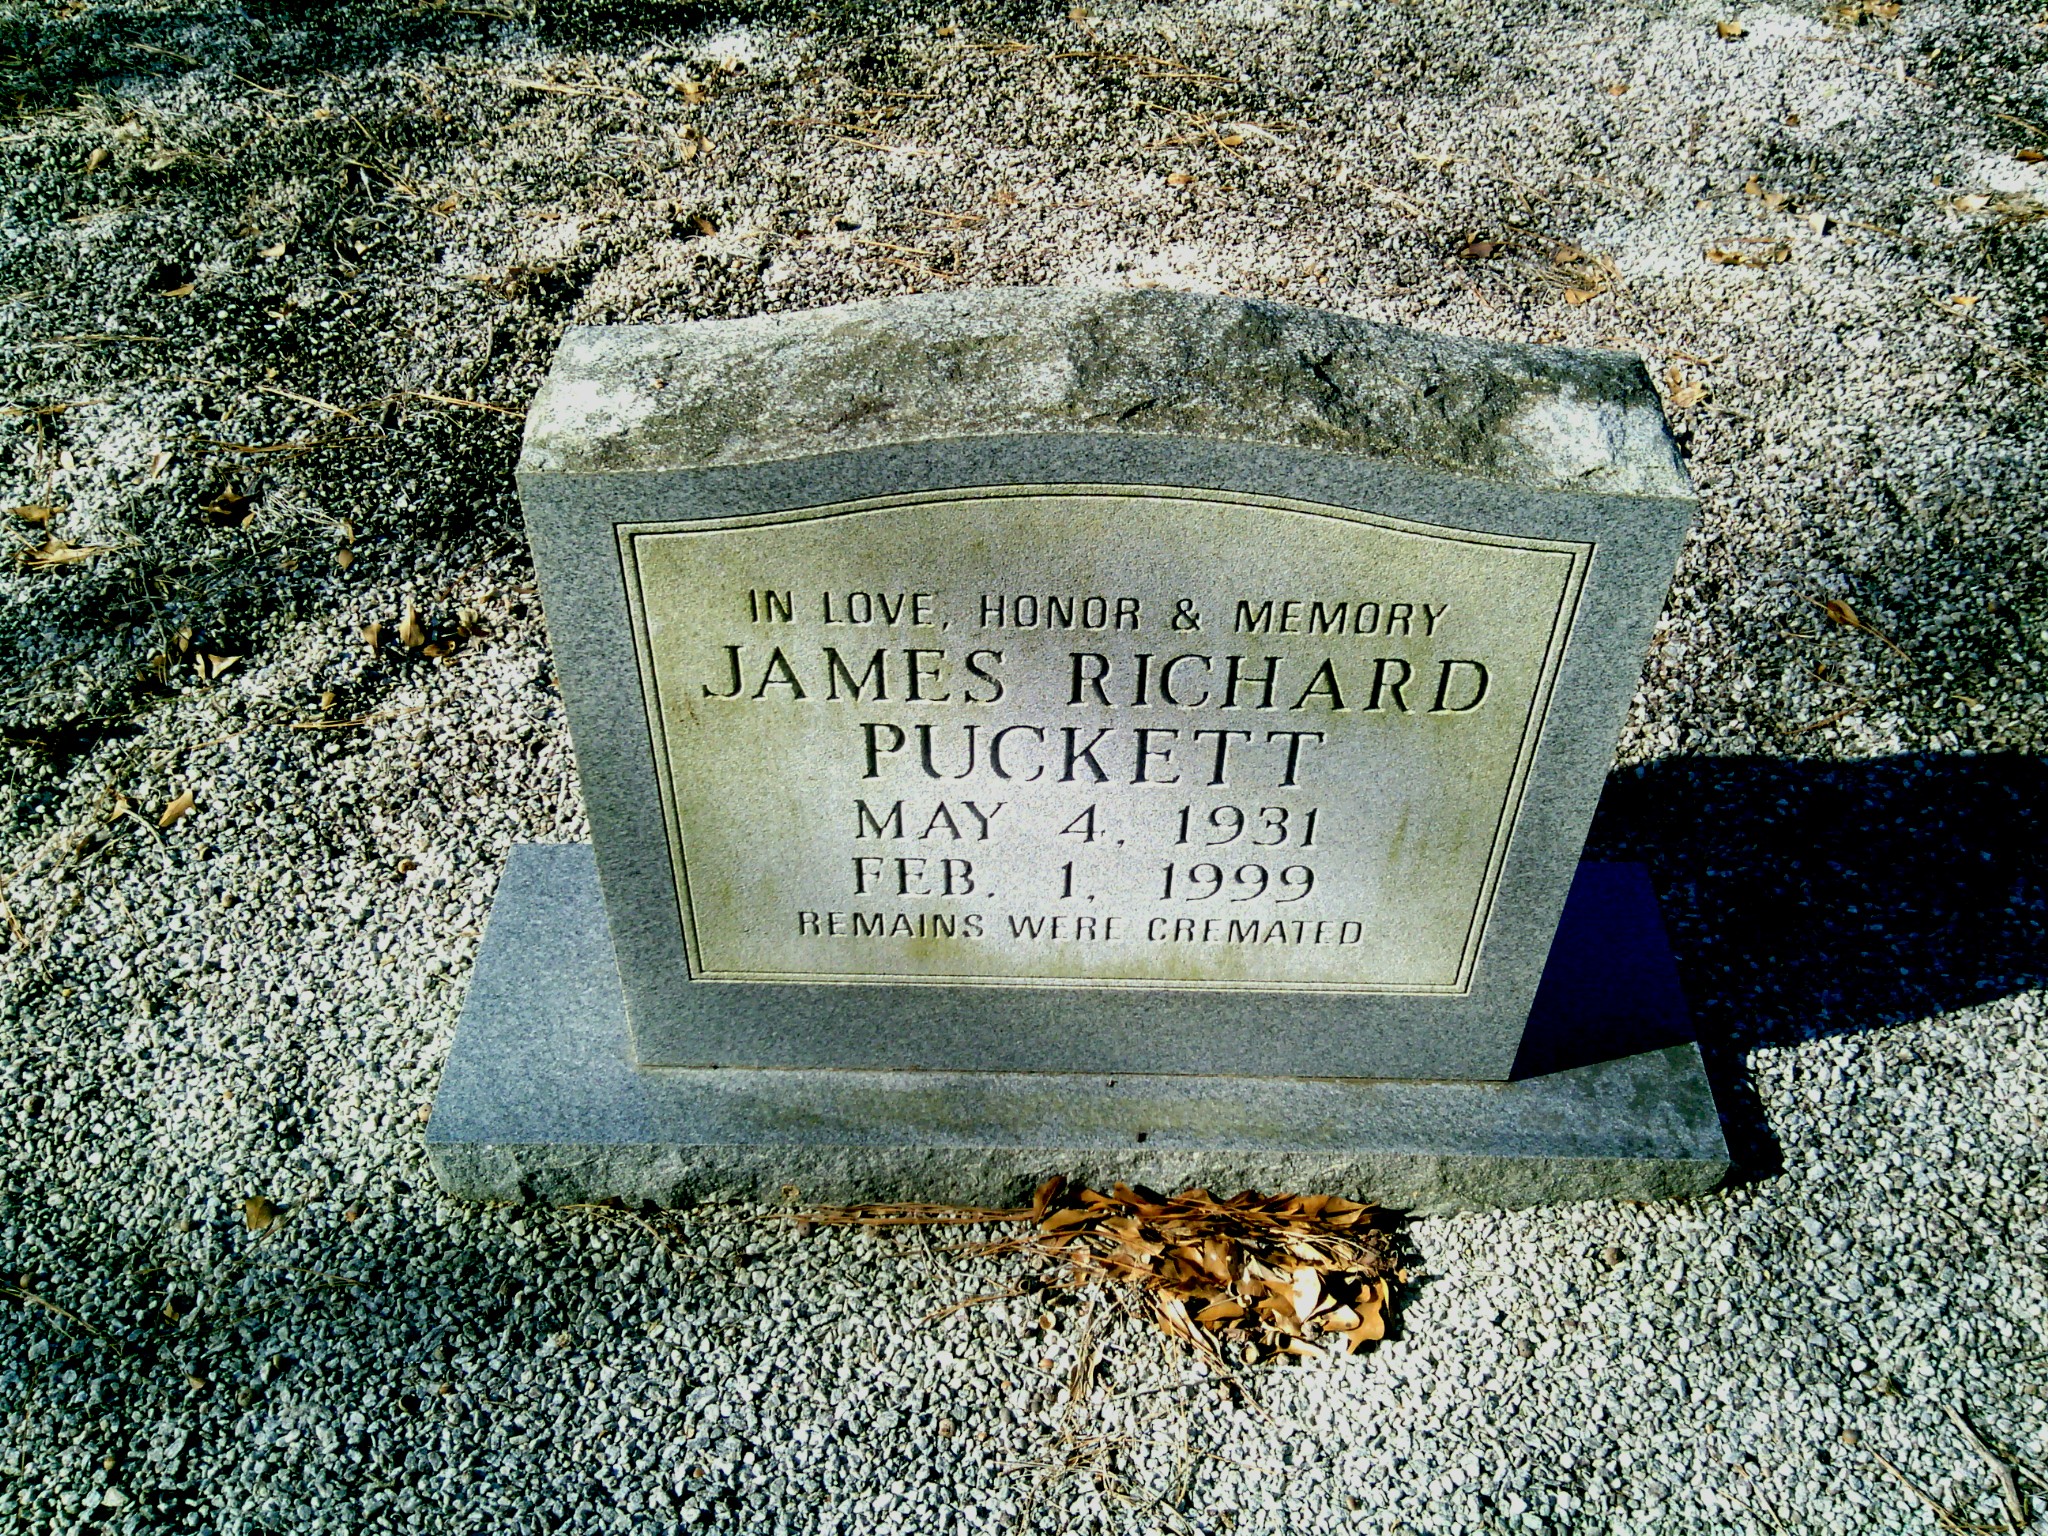 IN LOVE, HONOR & MEMORY
JAMES RICHARD
PUCKETT
MAY 4, 1931
FEB. 1, 1999
REMAINS WERE CREMATED